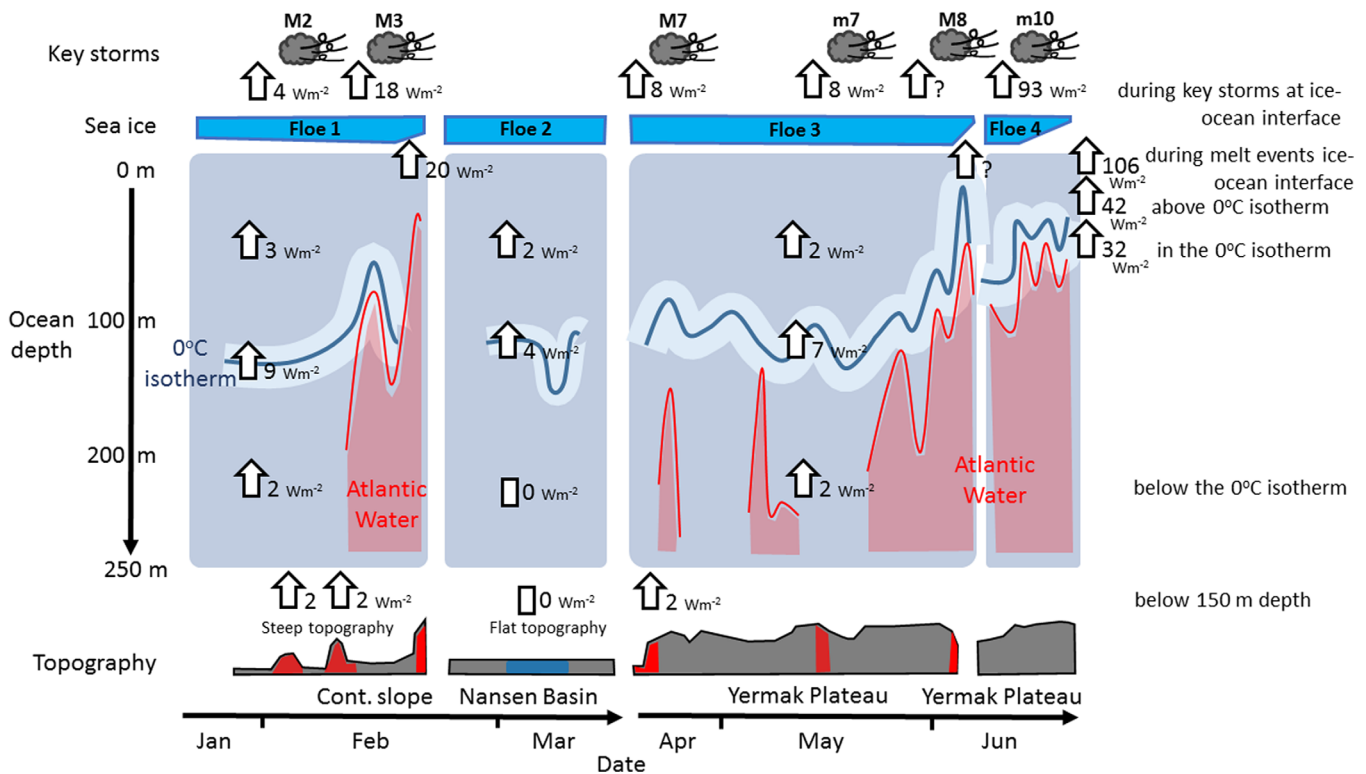 M2 M3 M7 m7 M8 m10
Key storms
4 Wm-2 18 Wm-2 8 Wm-2 8 Wm-2 ? 93 Wm-2
during key storms at ice-
ocean interface
Sea ice
Floe 1 Floe 2 Floe 3 Floe 4
0 m
20 Wm-2 ? 106 Wm-2
during melt events ice-
ocean interface
42 Wm-2 above 0oC isotherm
3 Wm-2 2 Wm-2 2 Wm-2 32 Wm-2 in the 0oC isotherm
Ocean
depth
100 m
0oC
isotherm
9 Wm-2 4 Wm-2 7 Wm-2
200 m
2 Wm-2 0 Wm-2 2 Wm-2 below the 0oC isotherm
Atlantic
Water
Atlantic
Water
250 m
2 2 Wm-2 0 Wm-2 2 Wm-2 below 150 m depth
Steep topography Flat topography
Topography
Cont. slope Nansen Basin Yermak Plateau Yermak Plateau
Jan Feb Mar Apr May Jun
Date